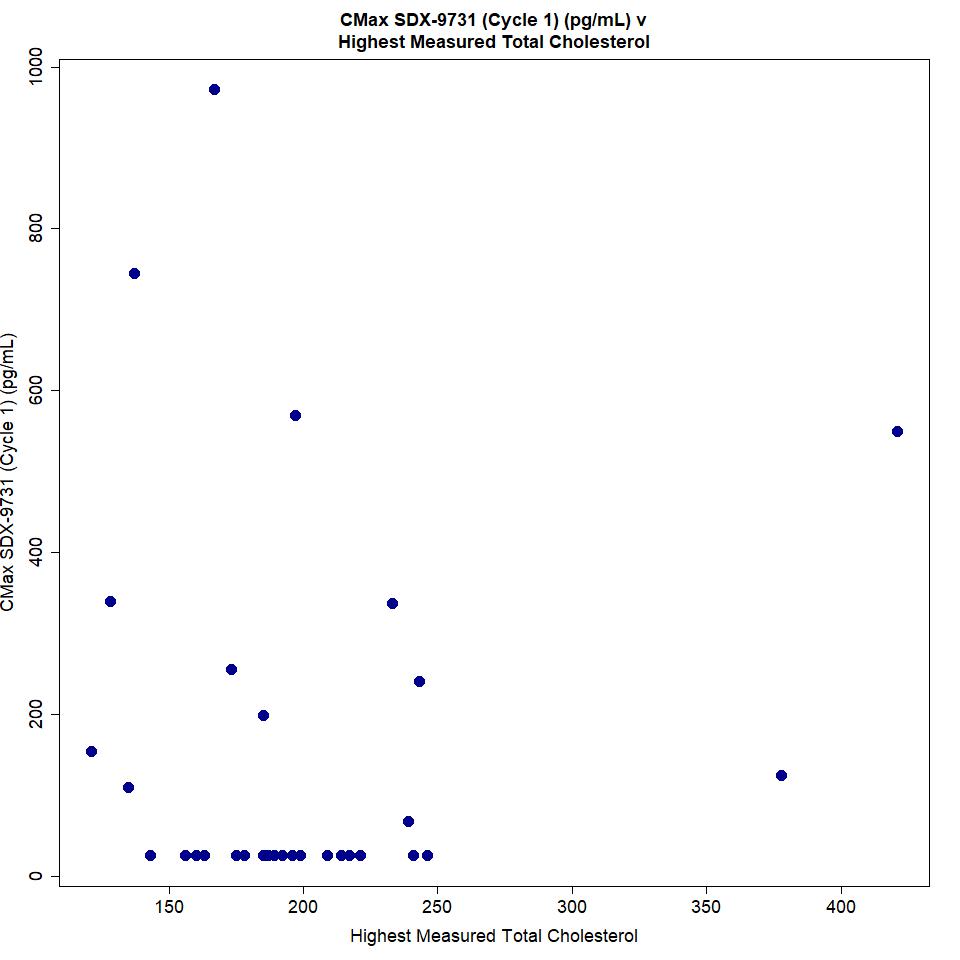 CMax SDX-9731 (Cycle 1) (pg/mL) v
Highest Measured Total Cholesterol
1000
800
600
400
200
0
CMax SDX-9731 (Cycle 1) (pg/mL)
150 200 250 300 350 400
Highest Measured Total Cholesterol